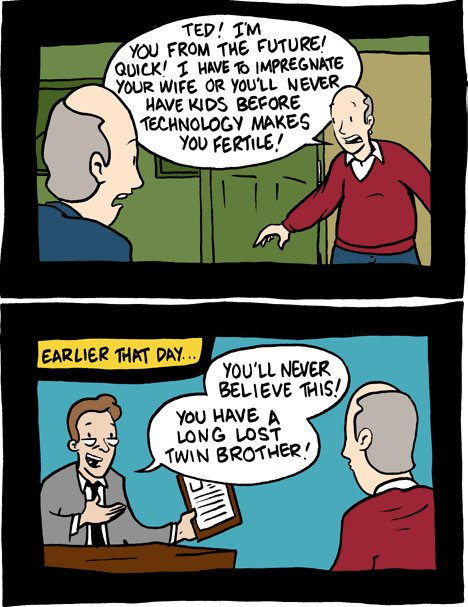 TED! I'M
YOU FROM THE FUTURE!
QUICK! I HAVE TO IMPREGNATE
YOUR WIFE OR YOU'LL NEVER
HAVE KIDS BEFORE
TECHNOLOGY MAKES
YOU FERTILE!
EARLIER THAT DAY...
YOU'LL NEVER
BELIEVE THIS!
YOU HAVE A
LONG LOST
TWIN BROTHER!